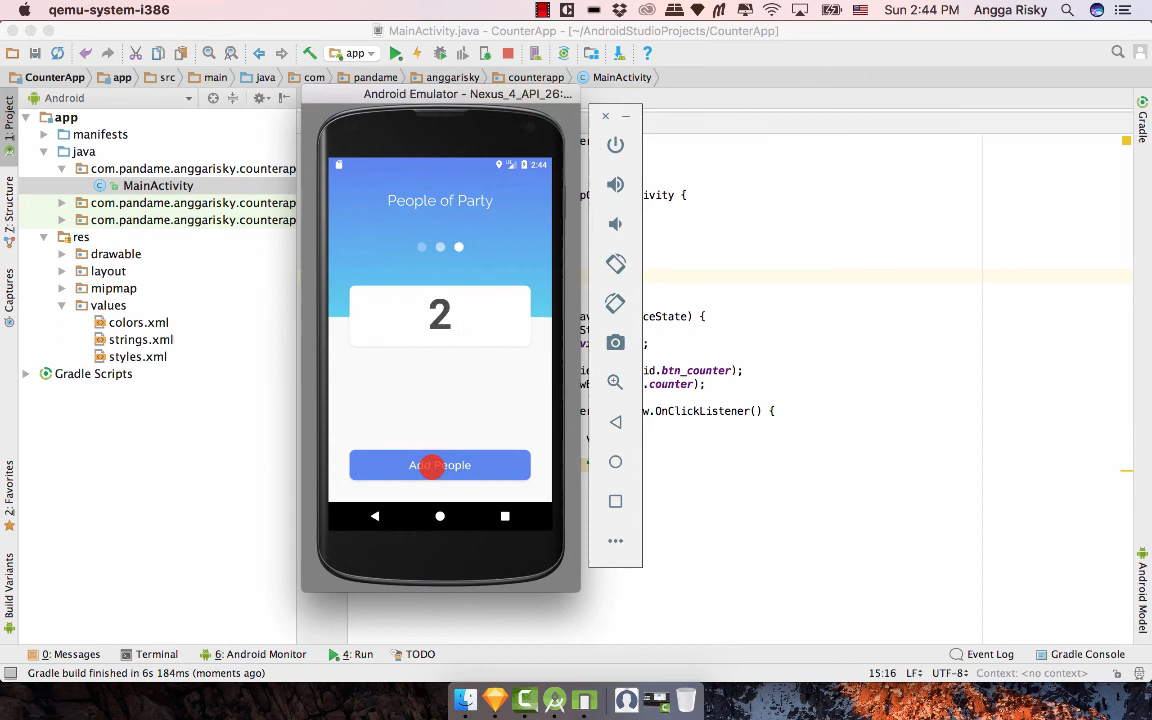 qemu-system-i386
Sun 2:44 PM
Angga Risky
MainActivity.java - CounterApp - [~/AndroidStudioProjects/CounterApp]
app
CounterApp
app
src
main
java
com
pandame
anggarisky
counterapp
MainActivity
Android Emulator - Nexus_4_API_26:...
1: Project
Z: Structure
Captures
2: Favorites
Build Variants
Android
app
manifests
java
com.pandame.anggarisky.counterap
MainActivity
com.pandame.anggarisky.counterap
com.pandame.anggarisky.counterap
res
drawable
layout
mipmap
values
colors.xml
strings.xml
styles.xml
Gradle Scripts
2:44
People of Party
2
Add People
ivity {
ceState) {
id.btn_counter);
.counter);
w.OnClickListener() {
Gradle
Android Model
0: Messages
Terminal
6: Android Monitor
4: Run
TODO
Event Log
Gradle Console
Gradle build finished in 6s 184ms (moments ago)
15:16
LF
UTF-8
Context: <no context>